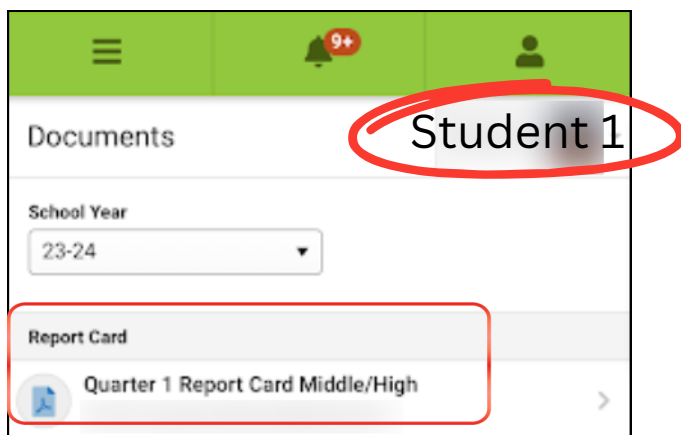 9+
Documents
Student 1
School Year
23-24
Report Card
Quarter 1 Report Card Middle/High